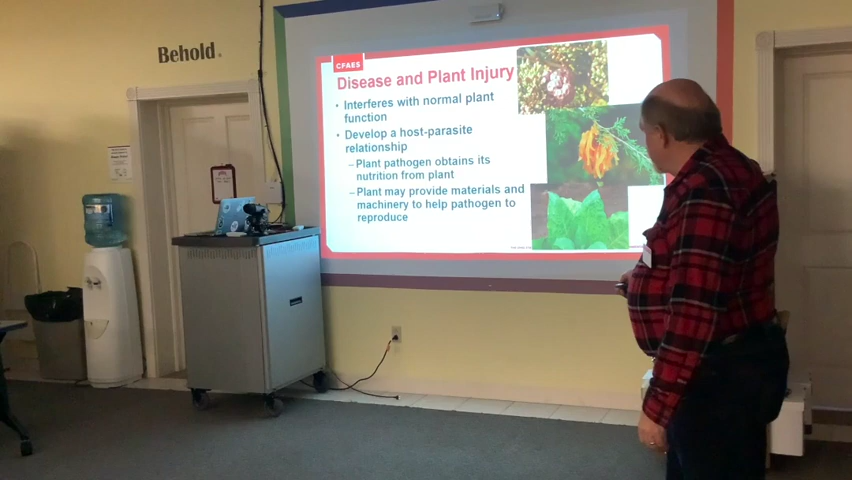 Behold.
CFAES
Disease and Plant Injury
• Interferes with normal plant
function
• Develop a host-parasite
relationship
– Plant pathogen obtains its
nutrition from plant
– Plant may provide materials and
machinery to help pathogen to
reproduce